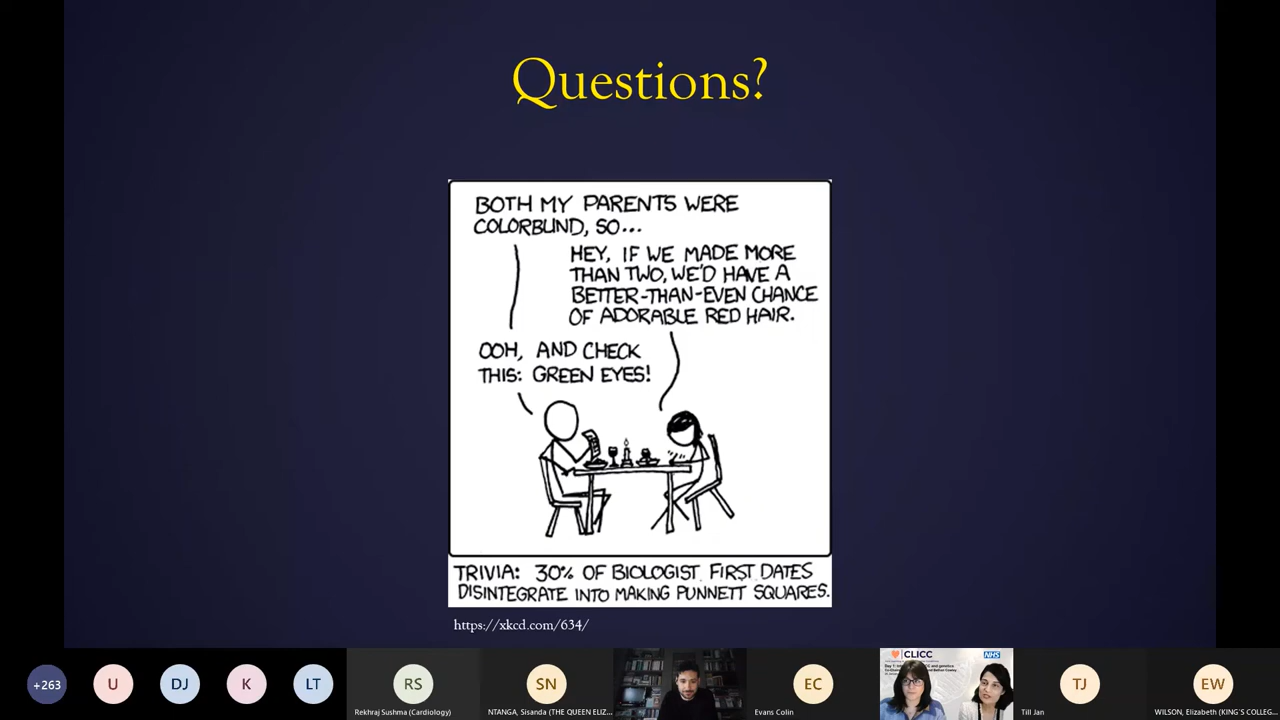 Questions?
BOTH MY PARENTS WERE
COLORBLIND, SO...
HEY, IF WE MADE MORE
THAN TWO, WE'D HAVE A
BETTER-THAN-EVEN CHANCE
OF ADORABLE RED HAIR.
OOH, AND CHECK
THIS: GREEN EYES!
TRIVIA: 30% OF BIOLOGIST FIRST DATES
DISINTEGRATE INTO MAKING PUNNETT SQUARES.
https://xkcd.com/634/
+263
U
DJ
K
LT
RS
Rekhraj Sushma (Cardiology)
SN
NTANGA, Sisanda (THE QUEEN ELIZ...
EC
Evans Colin
CLICC
NHS
TJ
Till Jan
EW
WILSON, Elizabeth (KING'S COLLEG...